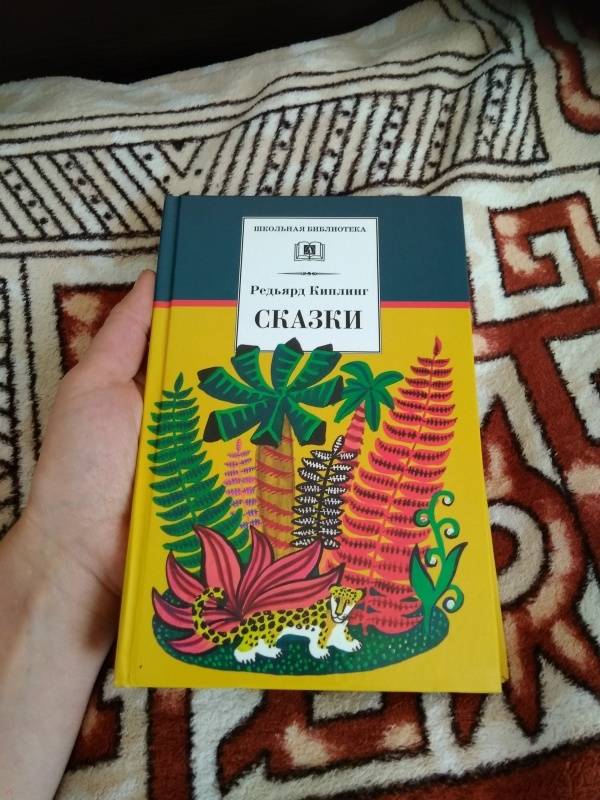 ШКОЛЬНАЯ БИБЛИОТЕКА
Редьярд Киплинг
СКАЗКИ